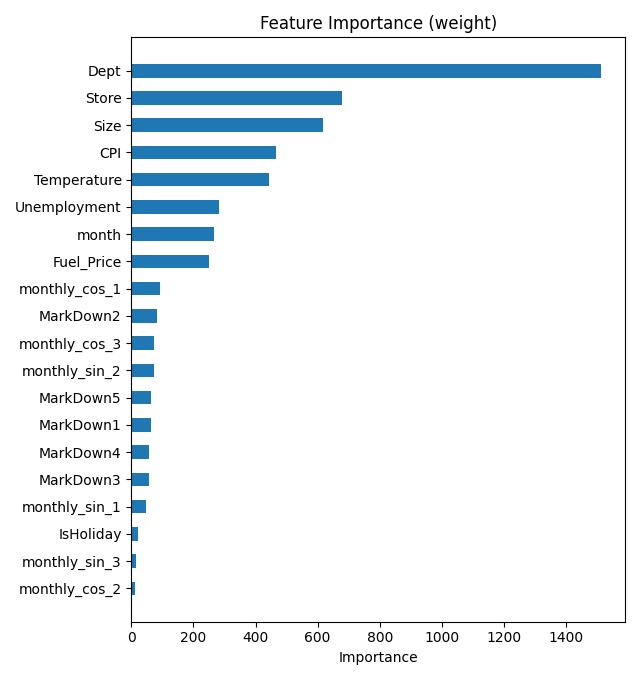 Feature Importance (weight)
Dept
Store
Size
CPI
Temperature
Unemployment
month
Fuel_Price
monthly_cos_1
MarkDown2
monthly_cos_3
monthly_sin_2
MarkDown5
MarkDown1
MarkDown4
MarkDown3
monthly_sin_1
IsHoliday
monthly_sin_3
monthly_cos_2
0 200 400 600 800 1000 1200 1400
Importance